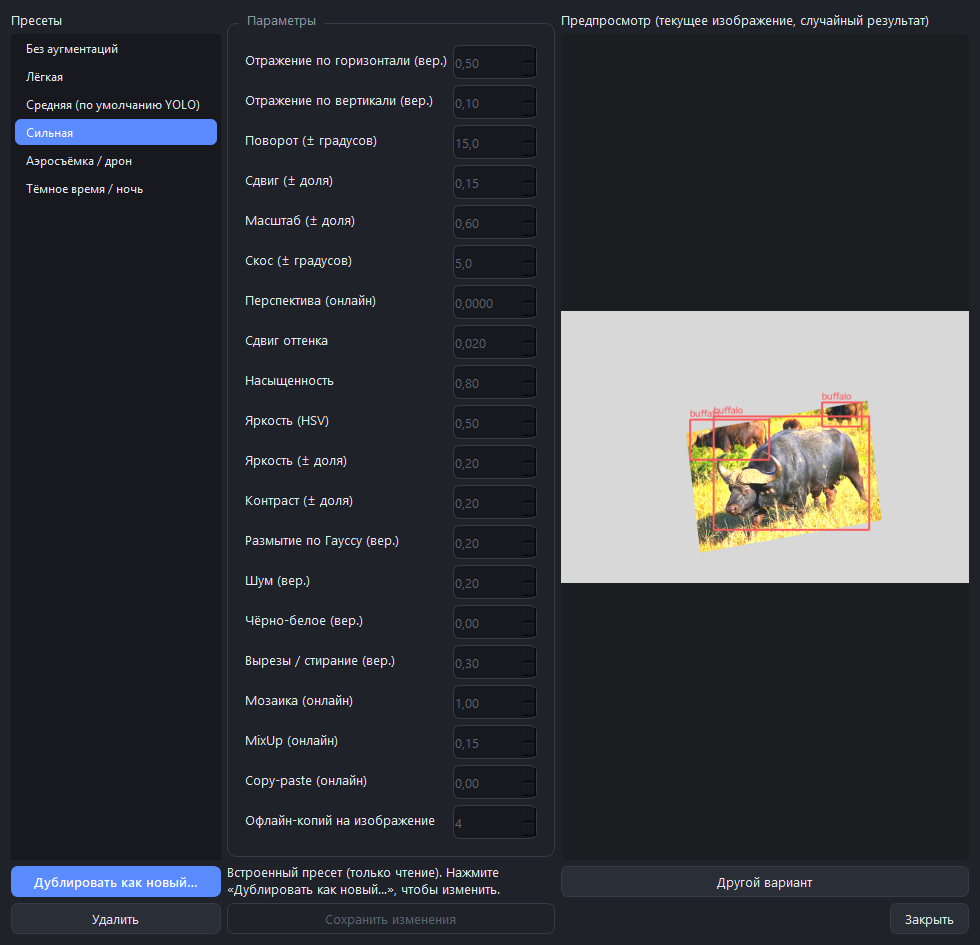 Пресеты
Без аугментаций
Лёгкая
Средняя (по умолчанию YOLO)
Сильная
Аэросъёмка / дрон
Тёмное время / ночь
Дублировать как новый...
Удалить
Параметры
Отражение по горизонтали (вер.) 0,50
Отражение по вертикали (вер.) 0,10
Поворот (± градусов) 15,0
Сдвиг (± доля) 0,15
Масштаб (± доля) 0,60
Скос (± градусов) 5,0
Перспектива (онлайн) 0,0000
Сдвиг оттенка 0,020
Насыщенность 0,80
Яркость (HSV) 0,50
Яркость (± доля) 0,20
Контраст (± доля) 0,20
Размытие по Гауссу (вер.) 0,20
Шум (вер.) 0,20
Чёрно-белое (вер.) 0,00
Вырезы / стирание (вер.) 0,30
Мозаика (онлайн) 1,00
MixUp (онлайн) 0,15
Copy-paste (онлайн) 0,00
Офлайн-копий на изображение 4
Встроенный пресет (только чтение). Нажмите
«Дублировать как новый...», чтобы изменить.
Сохранить изменения
Предпросмотр (текущее изображение, случайный результат)
buffalo
buffalo
buffalo
Другой вариант
Закрыть